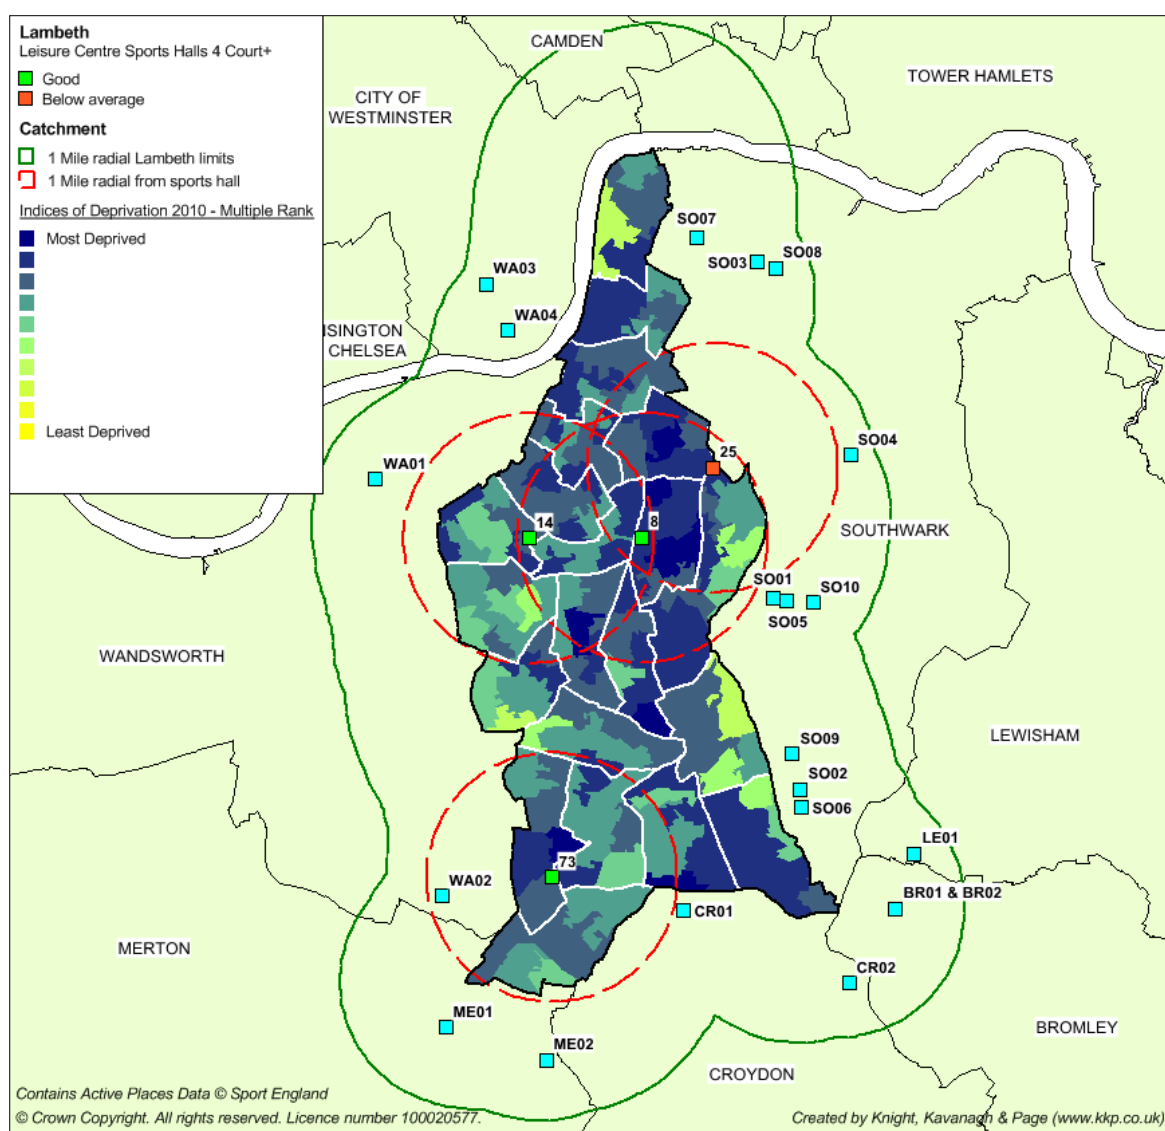 Lambeth
Leisure Centre Sports Halls 4 Court+
Good
Below average
Catchment
1 Mile radial Lambeth limits
1 Mile radial from sports hall
Indices of Deprivation 2010 - Multiple Rank
Most Deprived
Least Deprived
CAMDEN
TOWER HAMLETS
CITY OF
WESTMINSTER
SO07
SO03
SO08
WA03
WA04
ISINGTON
CHELSEA
SO04
25
WA01
14
8
SOUTHWARK
SO01
SO10
SO05
WANDSWORTH
SO09
LEWISHAM
SO02
SO06
LE01
73
WA02
BR01 & BR02
CR01
MERTON
CR02
ME01
BROMLEY
ME02
CROYDON
Contains Active Places Data © Sport England
© Crown Copyright. All rights reserved. Licence number 100020577.
Created by Knight, Kavanagh & Page (www.kkp.co.uk)